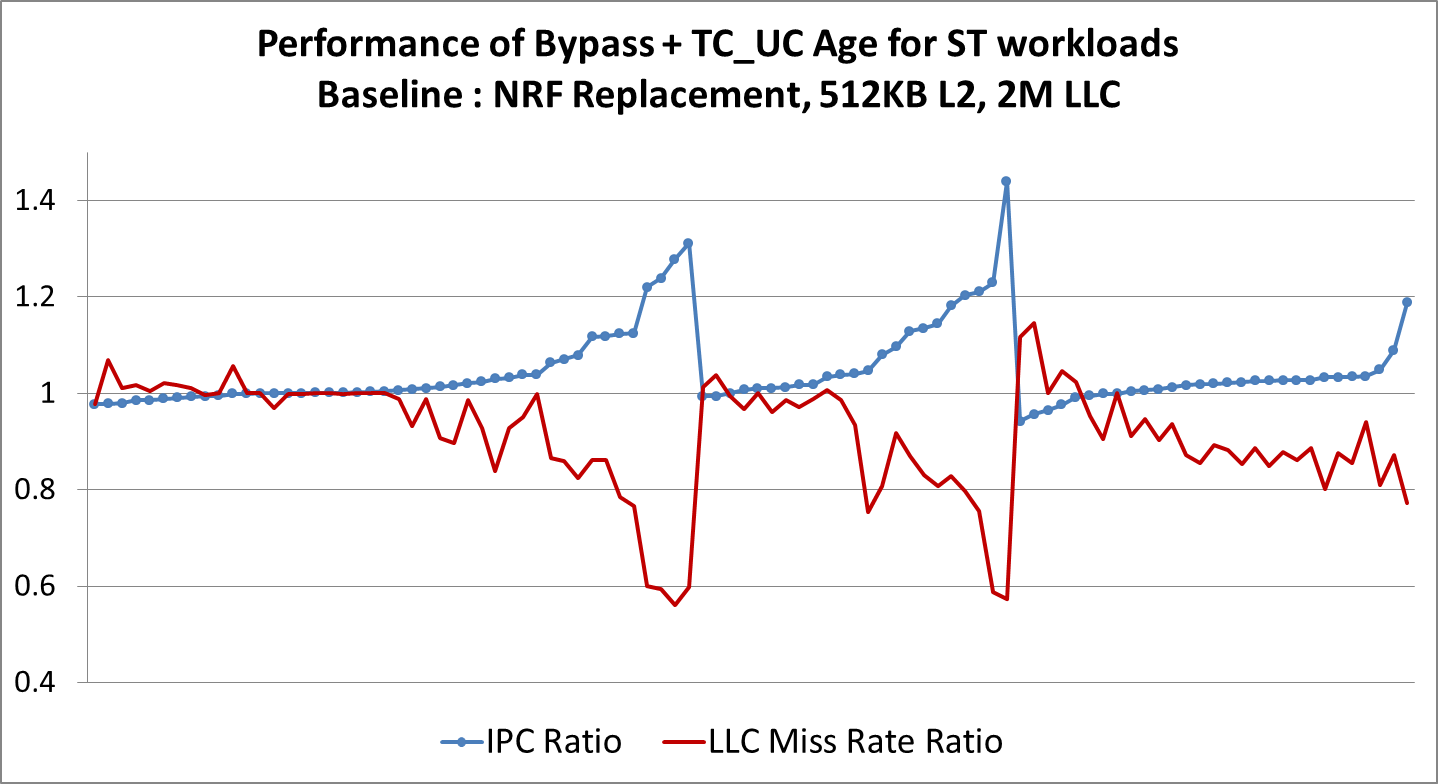 Performance of Bypass + TC_UC Age for ST workloads
Baseline : NRF Replacement, 512KB L2, 2M LLC
1.4
1.2
1
0.8
0.6
0.4
IPC Ratio LLC Miss Rate Ratio